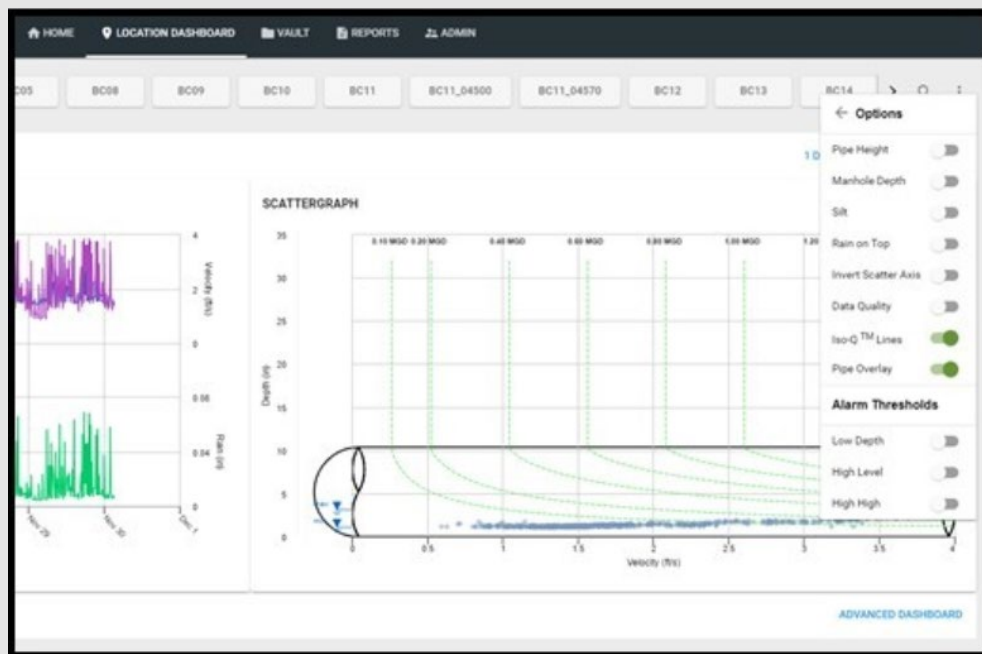 HOME LOCATION DASHBOARD VAULT REPORTS ADMIN
BC08 BC09 BC10 BC11 BC11_04500 BC11_04570 BC12 BC13 BC14
Options
Pipe Height
Manhole Depth
Silt
Rain on Top
Invert Scatter Axis
Data Quality
Iso-Q™ Lines
Pipe Overlay
Alarm Thresholds
Low Depth
High Level
High High
4
2
0
Velocity (ft/s)
0.08
0.04
0
Rain (in)
Nov 29
Nov 30
Dec 1
1 D
SCATTERGRAPH
0.10 MGD 0.20 MGD 0.40 MGD 0.60 MGD 0.80 MGD 1.00 MGD 1.20
35
30
25
20
15
10
5
0
Depth (in)
0 0.5 1 1.5 2 2.5 3 3.5 4
Velocity (ft/s)
ADVANCED DASHBOARD